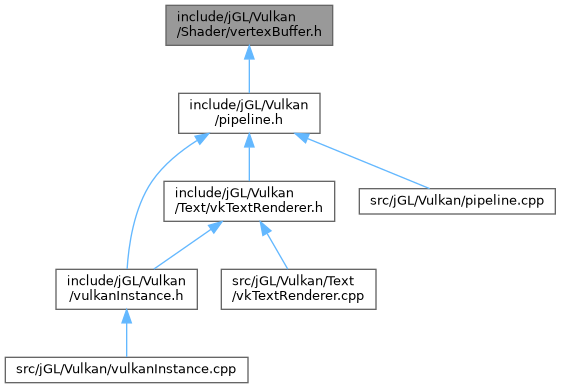 include/jGL/Vulkan
/Shader/vertexBuffer.h
include/jGL/Vulkan
/pipeline.h
include/jGL/Vulkan
/Text/vkTextRenderer.h
src/jGL/Vulkan/pipeline.cpp
include/jGL/Vulkan
/vulkanInstance.h
src/jGL/Vulkan/Text
/vkTextRenderer.cpp
src/jGL/Vulkan/vulkanInstance.cpp